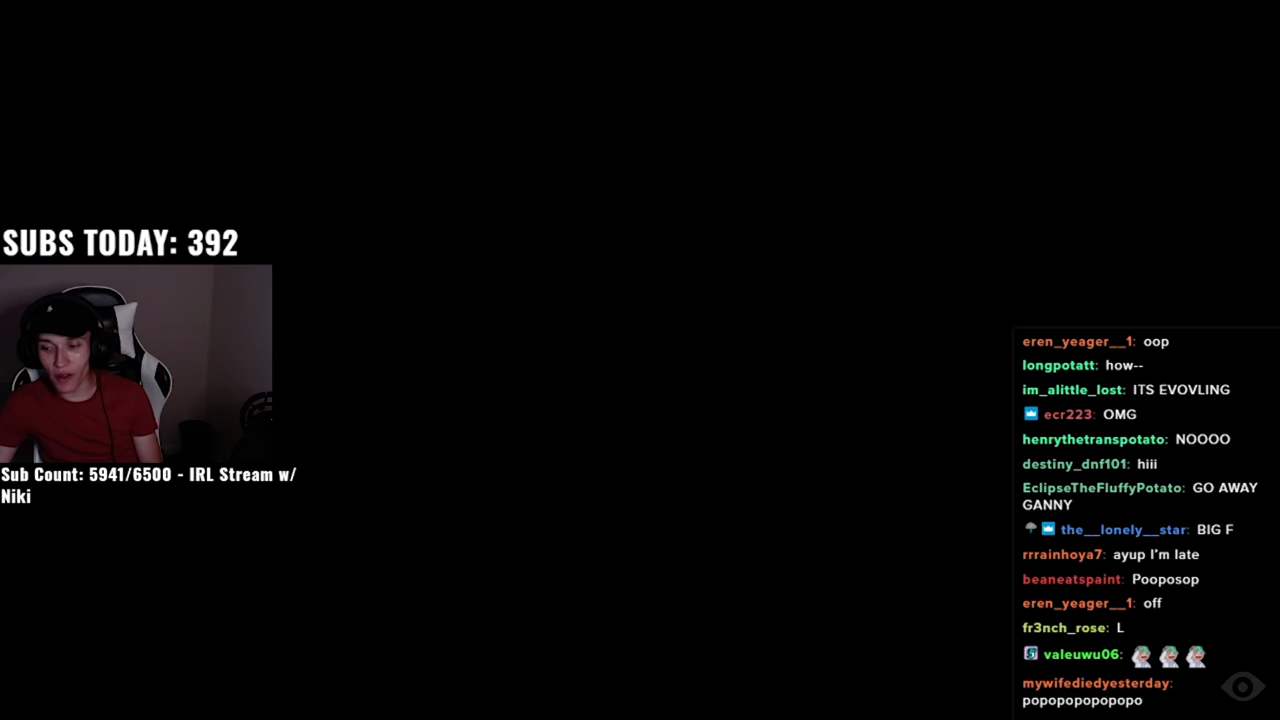 SUBS TODAY: 392
Sub Count: 5941/6500 - IRL Stream w/
Niki
eren_yeager__1: oop
longpotatt: how--
im_alittle_lost: ITS EVOVLING
ecr223: OMG
henrythetranspotato: NOOOO
destiny_dnf101: hiii
EclipseTheFluffyPotato: GO AWAY
GANNY
the__lonely__star: BIG F
rrrainhoya7: ayup I'm late
beaneatspaint: Pooposop
eren_yeager__1: off
fr3nch_rose: L
valeuwu06:
mywifediedyesterday:
popopopopopopo